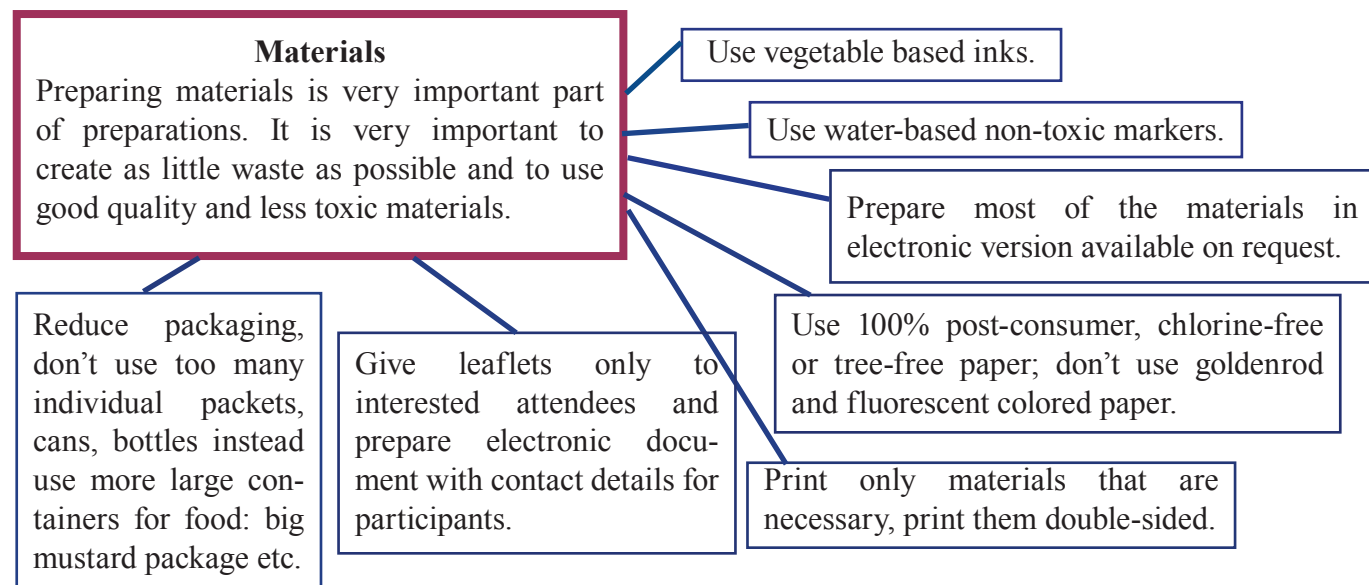 Materials
Preparing materials is very important part
of preparations. It is very important to
create as little waste as possible and to use
good quality and less toxic materials.
Use vegetable based inks.
Use water-based non-toxic markers.
Prepare most of the materials in
electronic version available on request.
Use 100% post-consumer, chlorine-free
or tree-free paper; don’t use goldenrod
and fluorescent colored paper.
Print only materials that are
necessary, print them double-sided.
Give leaflets only to
interested attendees and
prepare electronic docu-
ment with contact details for
participants.
Reduce packaging,
don’t use too many
individual packets,
cans, bottles instead
use more large con-
tainers for food: big
mustard package etc.